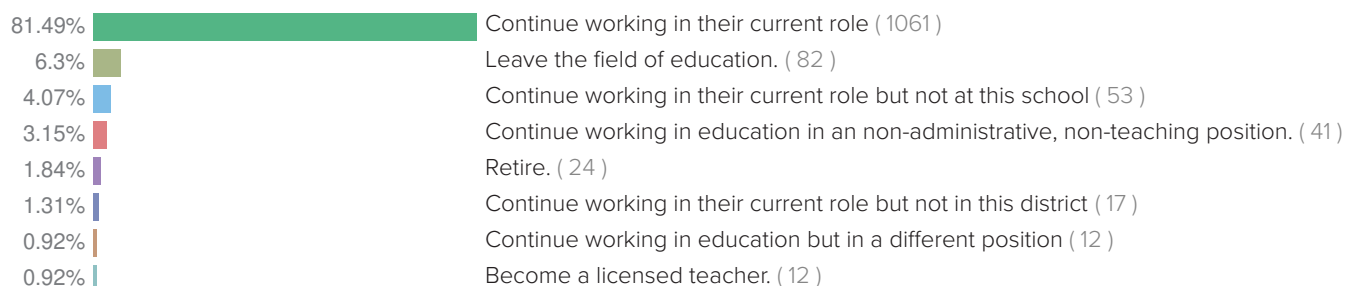 81.49% Continue working in their current role ( 1061 )
6.3% Leave the field of education. ( 82 )
4.07% Continue working in their current role but not at this school ( 53 )
3.15% Continue working in education in an non-administrative, non-teaching position. ( 41 )
1.84% Retire. ( 24 )
1.31% Continue working in their current role but not in this district ( 17 )
0.92% Continue working in education but in a different position ( 12 )
0.92% Become a licensed teacher. ( 12 )